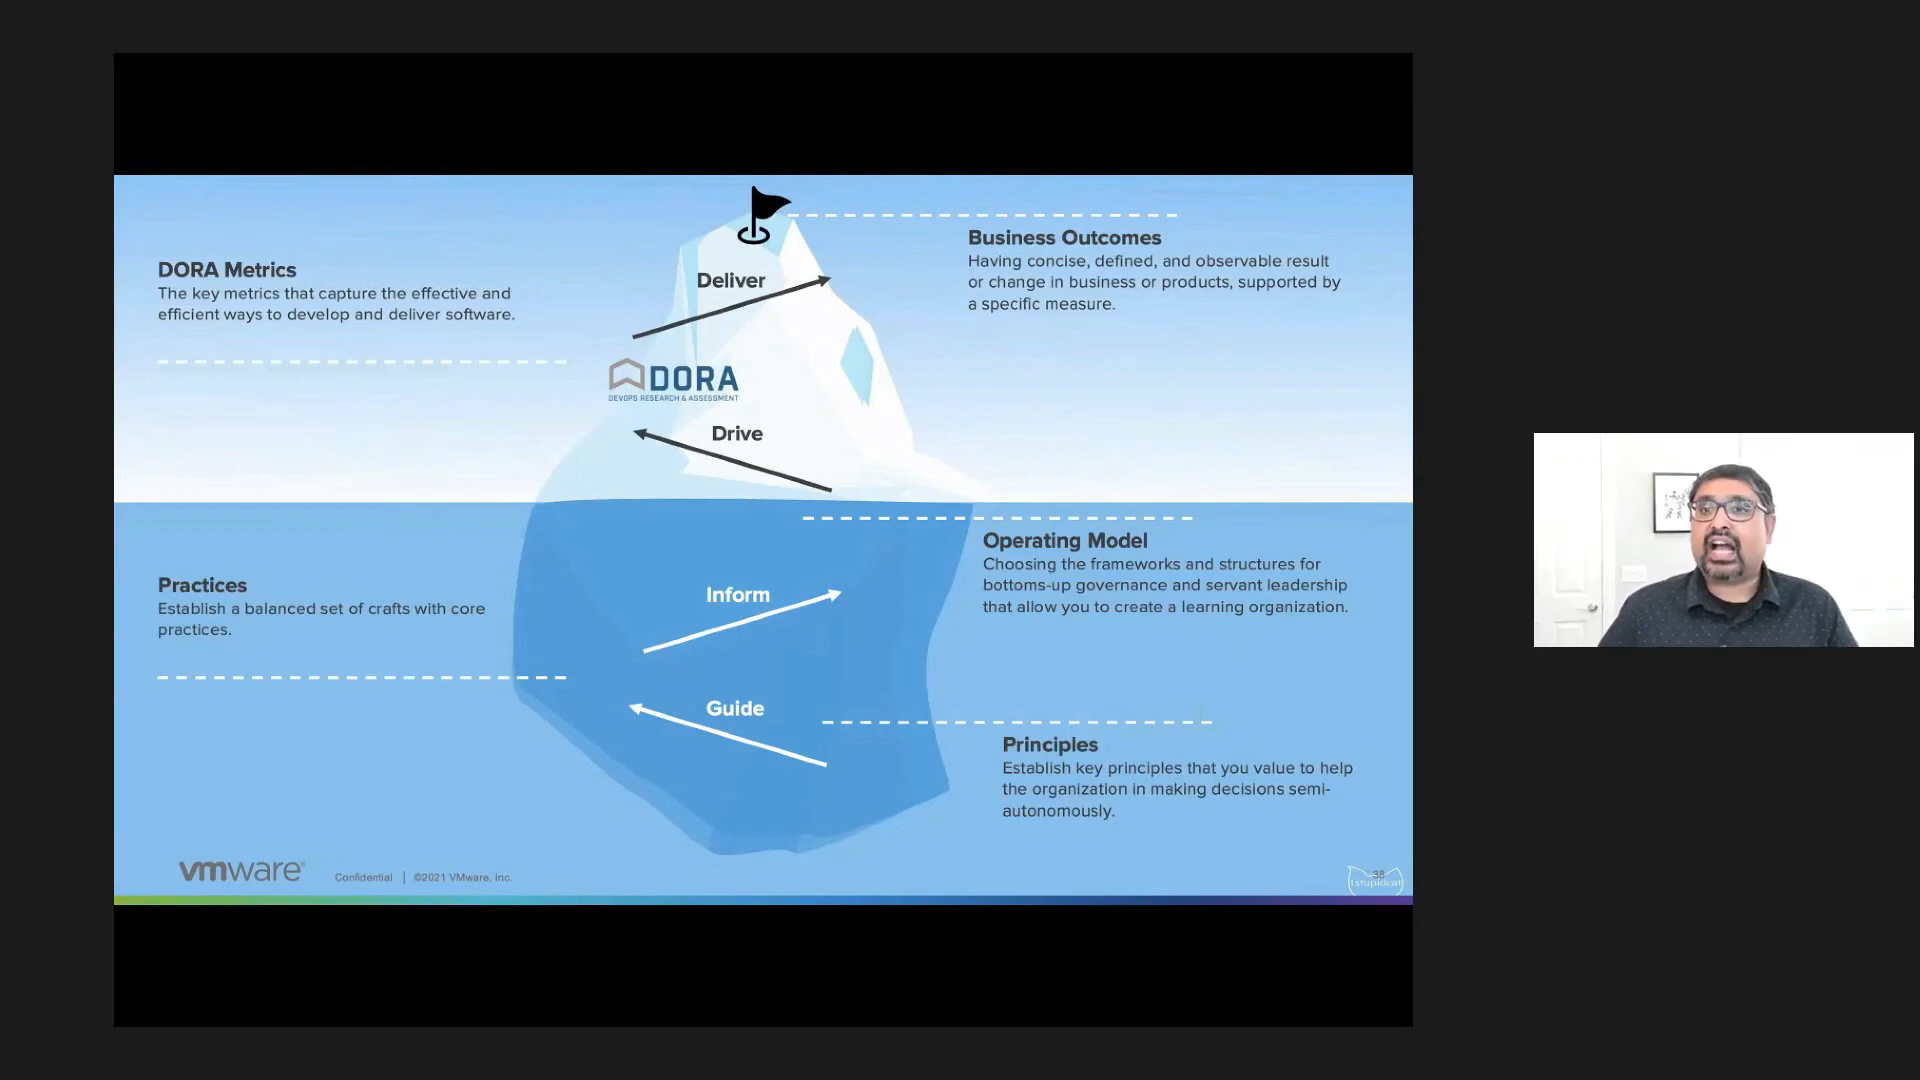 DORA Metrics
The key metrics that capture the effective and
efficient ways to develop and deliver software.
Deliver
Business Outcomes
Having concise, defined, and observable result
or change in business or products, supported by
a specific measure.
DORA
DEVOPS RESEARCH & ASSESSMENT
Drive
Operating Model
Choosing the frameworks and structures for
bottoms-up governance and servant leadership
that allow you to create a learning organization.
Practices
Establish a balanced set of crafts with core
practices.
Inform
Guide
Principles
Establish key principles that you value to help
the organization in making decisions semi-
autonomously.
vmware®
Confidential | ©2021 VMware, Inc.
38
1stupidcat